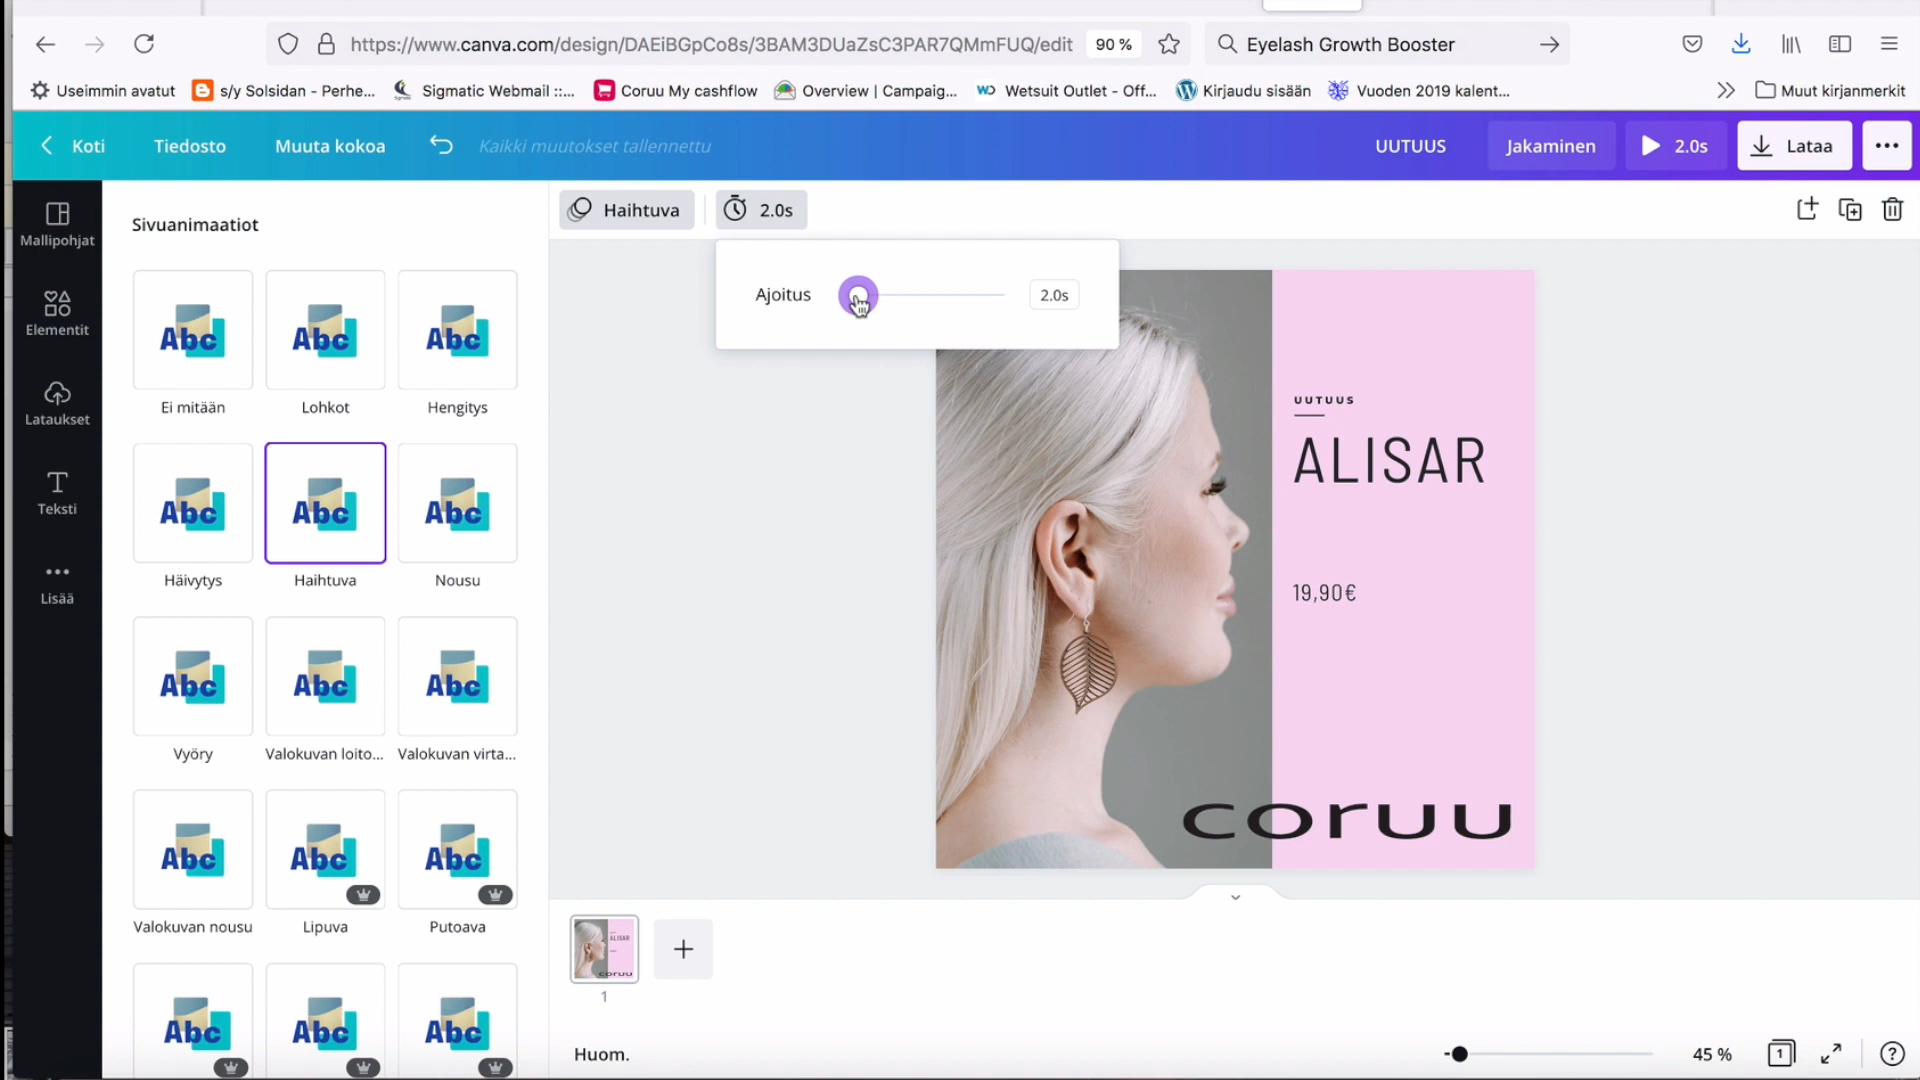 https://www.canva.com/design/DAEiBGpCo8s/3BAM3DUaZsC3PAR7QMmFUQ/edit
90 %
Eyelash Growth Booster
Useimmin avatut
s/y Solsidan - Perhe...
Sigmatic Webmail ::...
Coruu My cashflow
Overview | Campaig...
Wetsuit Outlet - Off...
Kirjaudu sisään
Vuoden 2019 kalent...
Muut kirjanmerkit
Koti
Tiedosto
Muuta kokoa
Kaikki muutokset tallennettu
UUTUUS
Jakaminen
2.0s
Lataa
Mallipohjat
Elementit
Lataukset
Teksti
Lisää
Sivuanimaatiot
Abc
Abc
Abc
Ei mitään
Lohkot
Hengitys
Abc
Abc
Abc
Häivytys
Haihtuva
Nousu
Abc
Abc
Abc
Vyöry
Valokuvan loito...
Valokuvan virta...
Abc
Abc
Abc
Valokuvan nousu
Lipuva
Putoava
Abc
Abc
Abc
Haihtuva
2.0s
Ajoitus
2.0s
UUTUUS
ALISAR
19,90€
coruu
ALISAR
coruu
1
Huom.
45 %
1
?